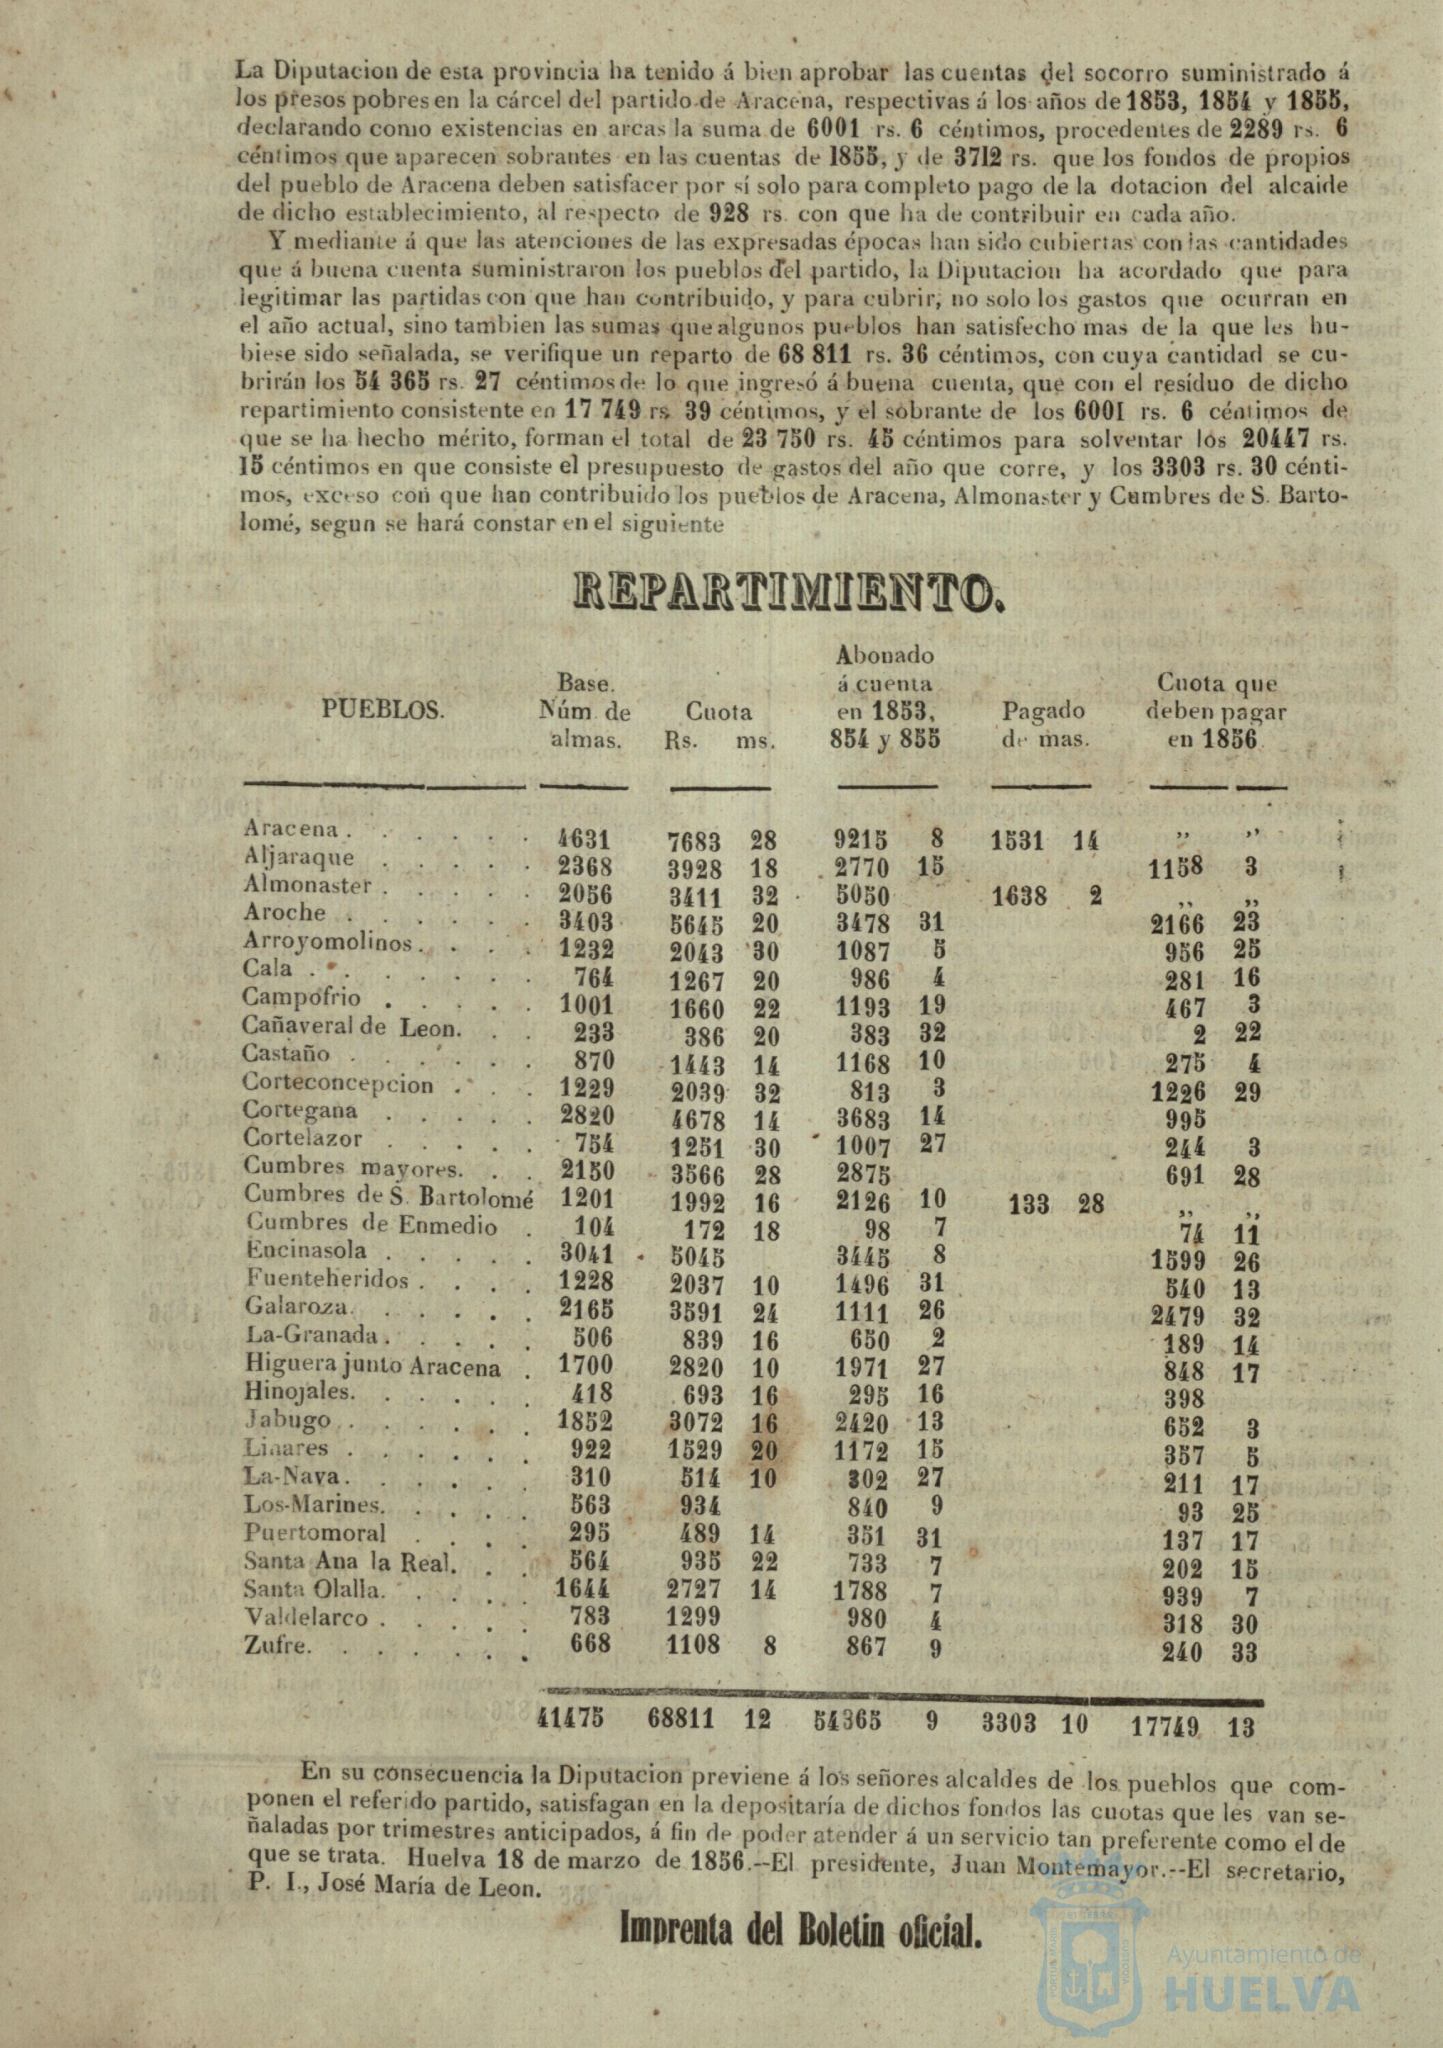 La Diputacion de esta provincia ha tenido á bien aprobar las cuentas del socorro suministrado á
los presos pobres en la cárcel del partido de Aracena, respectivas á los años de 1853, 1854 y 1855,
declarando como existencias en arcas la suma de 6001 rs. 6 céntimos, procedentes de 2289 rs. 6
céntimos que aparecen sobrantes en las cuentas de 1855, y de 3712 rs. que los fondos de propios
del pueblo de Aracena deben satisfacer por sí solo para completo pago de la dotacion del alcaide
de dicho establecimiento, al respecto de 928 rs. con que ha de contribuir en cada año.
Y mediante á que las atenciones de las expresadas épocas han sido cubiertas con las cantidades
que á buena cuenta suministraron los pueblos del partido, la Diputacion ha acordado que para
legitimar las partidas con que han contribuido, y para cubrir, no solo los gastos que ocurran en
el año actual, sino tambien las sumas que algunos pueblos han satisfecho mas de la que les hu-
biese sido señalada, se verifique un reparto de 68 811 rs. 36 céntimos, con cuya cantidad se cu-
brirán los 54 365 rs. 27 céntimos de lo que ingresó á buena cuenta, que con el resíduo de dicho
repartimiento consistente en 17 749 rs. 39 céntimos, y el sobrante de los 6001 rs. 6 céntimos de
que se ha hecho mérito, forman el total de 23 750 rs. 45 céntimos para solventar los 20447 rs.
15 céntimos en que consiste el presupuesto de gastos del año que corre, y los 3303 rs. 30 cénti-
mos, exceso con que han contribuido los pueblos de Aracena, Almonaster y Cumbres de S. Barto-
lomé, segun se hará constar en el siguiente
REPARTIMIENTO.
PUEBLOS. Base. Núm. de almas. Cuota Rs. ms. Abonado á cuenta en 1853, 854 y 855 Pagado de mas. Cuota que deben pagar en 1856
Aracena . . . . . . . 4631 7683 28 9215 8 1531 14 ,, ,,
Aljaraque . . . . . 2368 3928 18 2770 15 1158 3
Almonaster . . . . . 2056 3411 32 5050 1638 2 ,, ,,
Aroche . . . . . . . 3403 5645 20 3478 31 2166 23
Arroyomolinos . . . . 1232 2043 30 1087 5 956 25
Cala . . . . . . . . 764 1267 20 986 4 281 16
Campofrio . . . . . 1001 1660 22 1193 19 467 3
Cañaveral de Leon. . . 233 386 20 383 32 2 22
Castaño . . . . . . . 870 1443 14 1168 10 275 4
Corteconcepcion . . . 1229 2039 32 813 3 1226 29
Cortegana . . . . . 2820 4678 14 3683 14 995
Cortelazor . . . . . 754 1251 30 1007 27 244 3
Cumbres mayores. . . 2150 3566 28 2875 691 28
Cumbres de S. Bartolomé 1201 1992 16 2126 10 133 28 ,, ,,
Cumbres de Enmedio . 104 172 18 98 7 74 11
Encinasola . . . . . 3041 5045 3445 8 1599 26
Fuenteheridos . . . . 1228 2037 10 1496 31 540 13
Galaroza. . . . . . 2165 3591 24 1111 26 2479 32
La-Granada . . . . . 506 839 16 650 2 189 14
Higuera junto Aracena . 1700 2820 10 1971 27 848 17
Hinojales. . . . . . 418 693 16 295 16 398
Jabugo . . . . . . . 1852 3072 16 2420 13 652 3
Linares . . . . . . . 922 1529 20 1172 15 357 5
La-Nava. . . . . . . 310 514 10 302 27 211 17
Los-Marines. . . . . 563 934 840 9 93 25
Puertomoral . . . . 295 489 14 351 31 137 17
Santa Ana la Real. . . 564 935 22 733 7 202 15
Santa Olalla. . . . . 1644 2727 14 1788 7 939 7
Valdelarco . . . . . 783 1299 980 4 318 30
Zufre. . . . . . . 668 1108 8 867 9 240 33
41475 68811 12 54365 9 3303 10 17749 13
En su consecuencia la Diputacion previene á los señores alcaldes de los pueblos que com-
ponen el referido partido, satisfagan en la depositaría de dichos fondos las cuotas que les van se-
ñaladas por trimestres anticipados, á fin de poder atender á un servicio tan preferente como el de
que se trata. Huelva 18 de marzo de 1856.--El presidente, Juan Montemayor.--El secretario,
P. I., José María de Leon.
Imprenta del Boletin oficial.
Ayuntamiento de
HUELVA